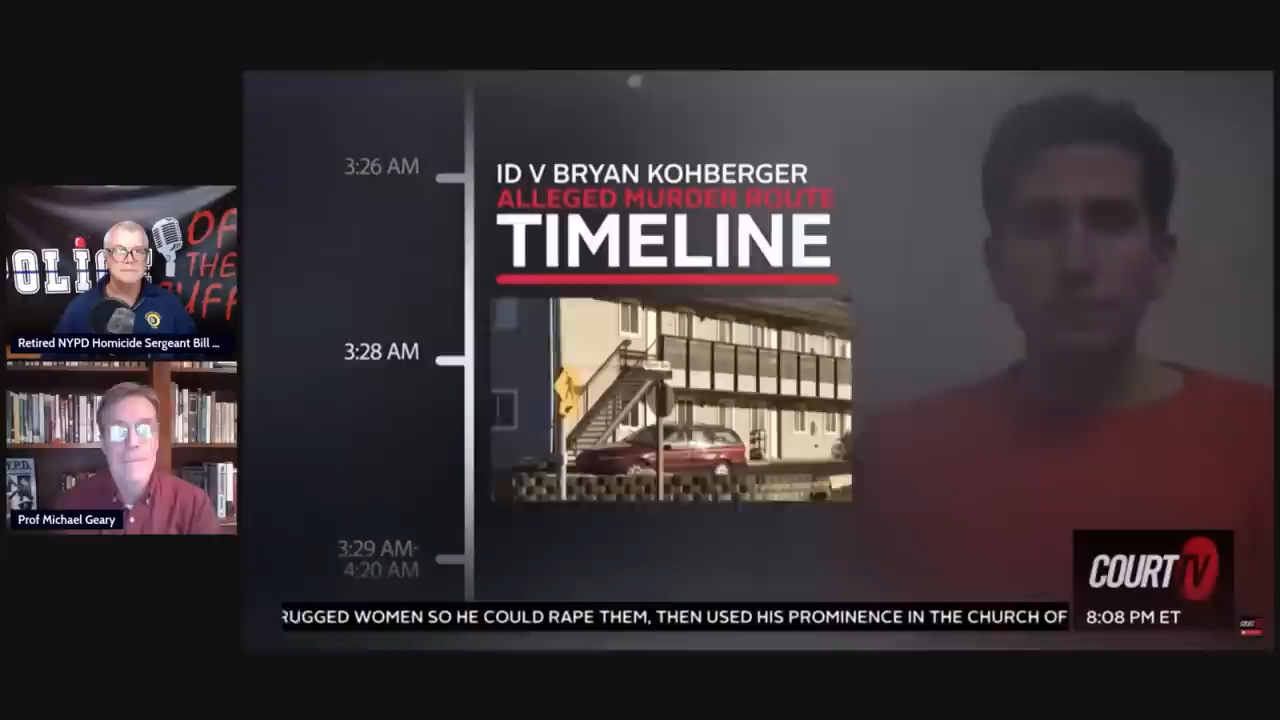 3:26 AM
ID V BRYAN KOHBERGER
ALLEGED MURDER ROUTE
TIMELINE
3:28 AM
3:29 AM-
4:20 AM
OLICE
OF
THE
UFF
Retired NYPD Homicide Sergeant Bill ...
Prof Michael Geary
COURT TV
RUGGED WOMEN SO HE COULD RAPE THEM, THEN USED HIS PROMINENCE IN THE CHURCH OF
8:08 PM ET